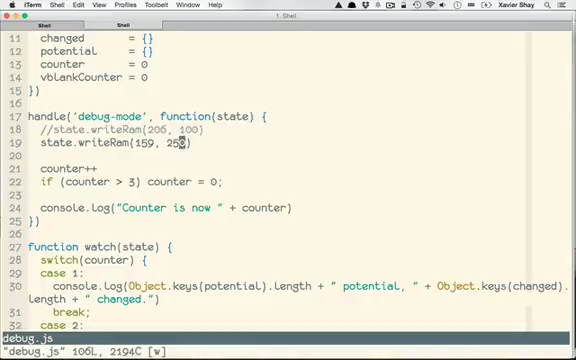 iTerm Shell Edit View Profiles Toolbelt Window Help Xavier Shay
1. Shell
Shell Shell
11 changed = {}
12 potential = {}
13 counter = 0
14 vblankCounter = 0
15 })
16
17 handle('debug-mode', function(state) {
18 //state.writeRam(206, 100)
19 state.writeRam(159, 250)
20
21 counter++
22 if (counter > 3) counter = 0;
23
24 console.log("Counter is now " + counter)
25 })
26
27 function watch(state) {
28 switch(counter) {
29 case 1:
30 console.log(Object.keys(potential).length + " potential, " + Object.keys(changed).
length + " changed.")
31 break;
32 case 2:
debug.js
"debug.js" 106L, 2194C [w]